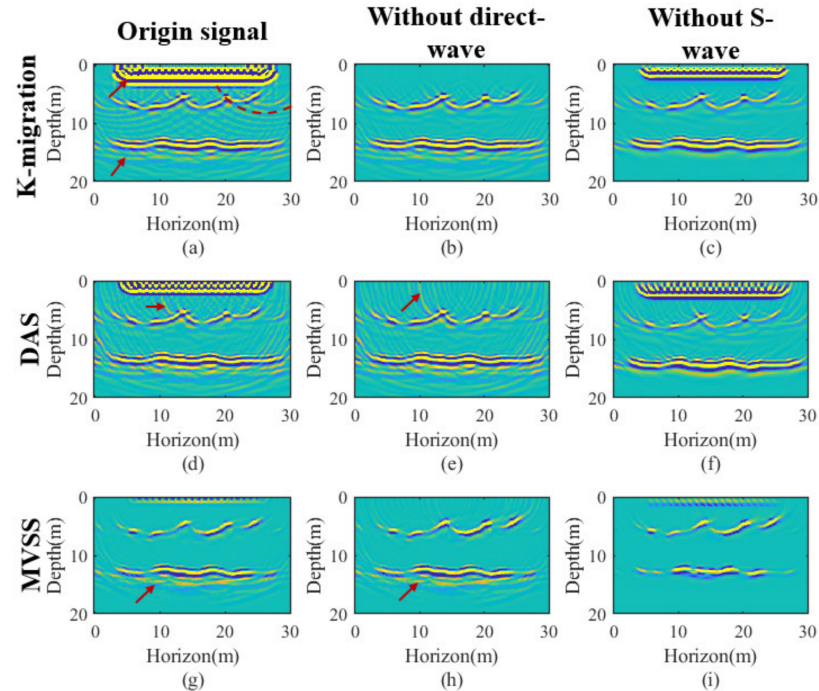 Origin signal
Without direct-
wave
Without S-
wave
K-migration
Depth(m)
0
10
20
0
10
20
30
Horizon(m)
(a)
Depth(m)
0
10
20
0
10
20
30
Horizon(m)
(b)
Depth(m)
0
10
20
0
10
20
30
Horizon(m)
(c)
DAS
Depth(m)
0
10
20
0
10
20
30
Horizon(m)
(d)
Depth(m)
0
10
20
0
10
20
30
Horizon(m)
(e)
Depth(m)
0
10
20
0
10
20
30
Horizon(m)
(f)
MVSS
Depth(m)
0
10
20
0
10
20
30
Horizon(m)
(g)
Depth(m)
0
10
20
0
10
20
30
Horizon(m)
(h)
Depth(m)
0
10
20
0
10
20
30
Horizon(m)
(i)